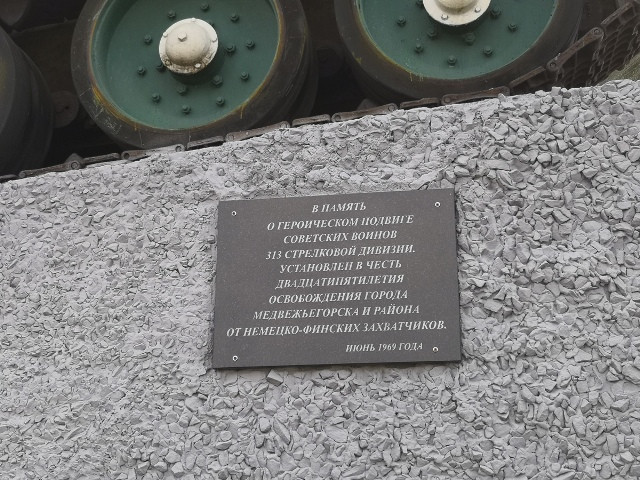 В ПАМЯТЬ
О ГЕРОИЧЕСКОМ ПОДВИГЕ
СОВЕТСКИХ ВОИНОВ
313 СТРЕЛКОВОЙ ДИВИЗИИ.
УСТАНОВЛЕН В ЧЕСТЬ
ДВАДЦАТИПЯТИЛЕТИЯ
ОСВОБОЖДЕНИЯ ГОРОДА
МЕДВЕЖЬЕГОРСКА И РАЙОНА
ОТ НЕМЕЦКО-ФИНСКИХ ЗАХВАТЧИКОВ.
ИЮНЬ 1969 ГОДА